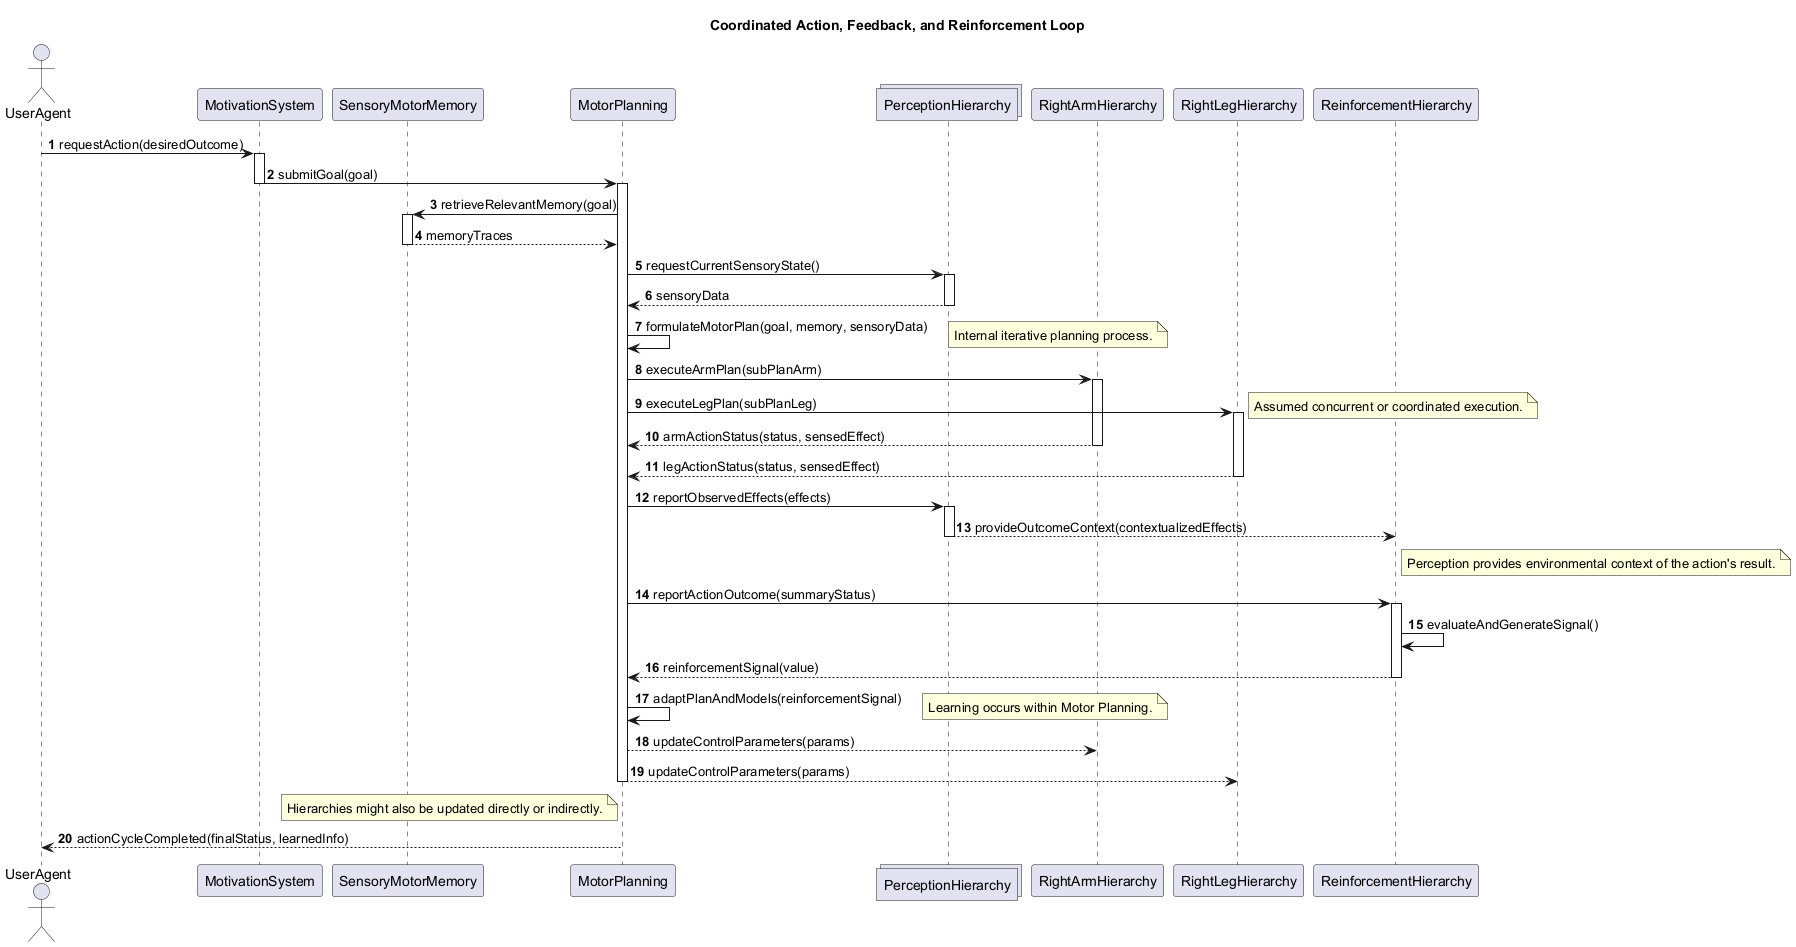 Coordinated Action, Feedback, and Reinforcement Loop
UserAgent
MotivationSystem
SensoryMotorMemory
MotorPlanning
PerceptionHierarchy
RightArmHierarchy
RightLegHierarchy
ReinforcementHierarchy
1 requestAction(desiredOutcome)
2 submitGoal(goal)
3 retrieveRelevantMemory(goal)
4 memoryTraces
5 requestCurrentSensoryState()
6 sensoryData
7 formulateMotorPlan(goal, memory, sensoryData)
Internal iterative planning process.
8 executeArmPlan(subPlanArm)
9 executeLegPlan(subPlanLeg)
Assumed concurrent or coordinated execution.
10 armActionStatus(status, sensedEffect)
11 legActionStatus(status, sensedEffect)
12 reportObservedEffects(effects)
13 provideOutcomeContext(contextualizedEffects)
Perception provides environmental context of the action's result.
14 reportActionOutcome(summaryStatus)
15 evaluateAndGenerateSignal()
16 reinforcementSignal(value)
17 adaptPlanAndModels(reinforcementSignal)
Learning occurs within Motor Planning.
18 updateControlParameters(params)
19 updateControlParameters(params)
Hierarchies might also be updated directly or indirectly.
20 actionCycleCompleted(finalStatus, learnedInfo)
UserAgent
MotivationSystem
SensoryMotorMemory
MotorPlanning
PerceptionHierarchy
RightArmHierarchy
RightLegHierarchy
ReinforcementHierarchy